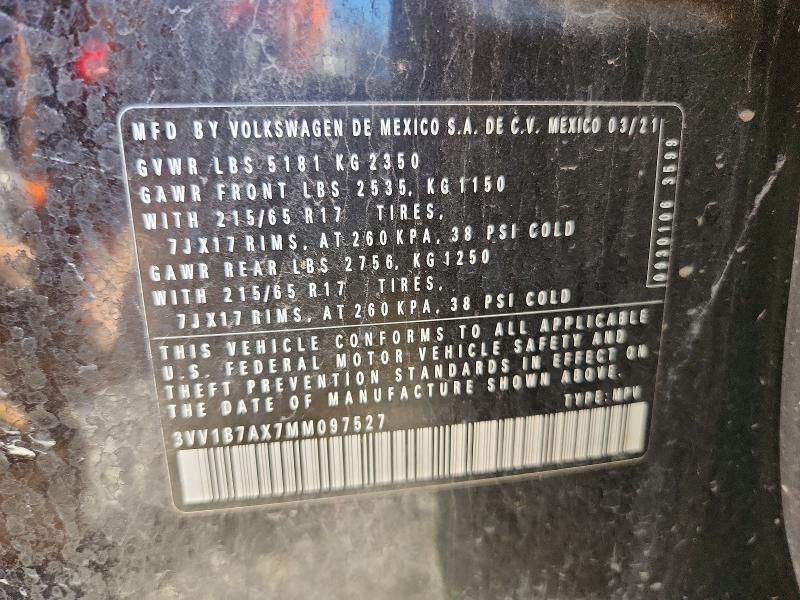 MFD BY VOLKSWAGEN DE MEXICO S.A. DE C.V. MEXICO 03/21
GVWR LBS 5181 KG 2350
GAWR FRONT LBS 2535, KG 1150
WITH 215/65 R17 TIRES,
7JX17 RIMS, AT 260 KPA, 38 PSI COLD
GAWR REAR LBS 2756, KG 1250
WITH 215/65 R17 TIRES,
7JX17 RIMS, AT 260 KPA, 38 PSI COLD
THIS VEHICLE CONFORMS TO ALL APPLICABLE
U.S. FEDERAL MOTOR VEHICLE SAFETY AND
THEFT PREVENTION STANDARDS IN EFFECT ON
THE DATE OF MANUFACTURE SHOWN ABOVE.
TYPE: MPV
3VV1B7AX7MM097527
3599